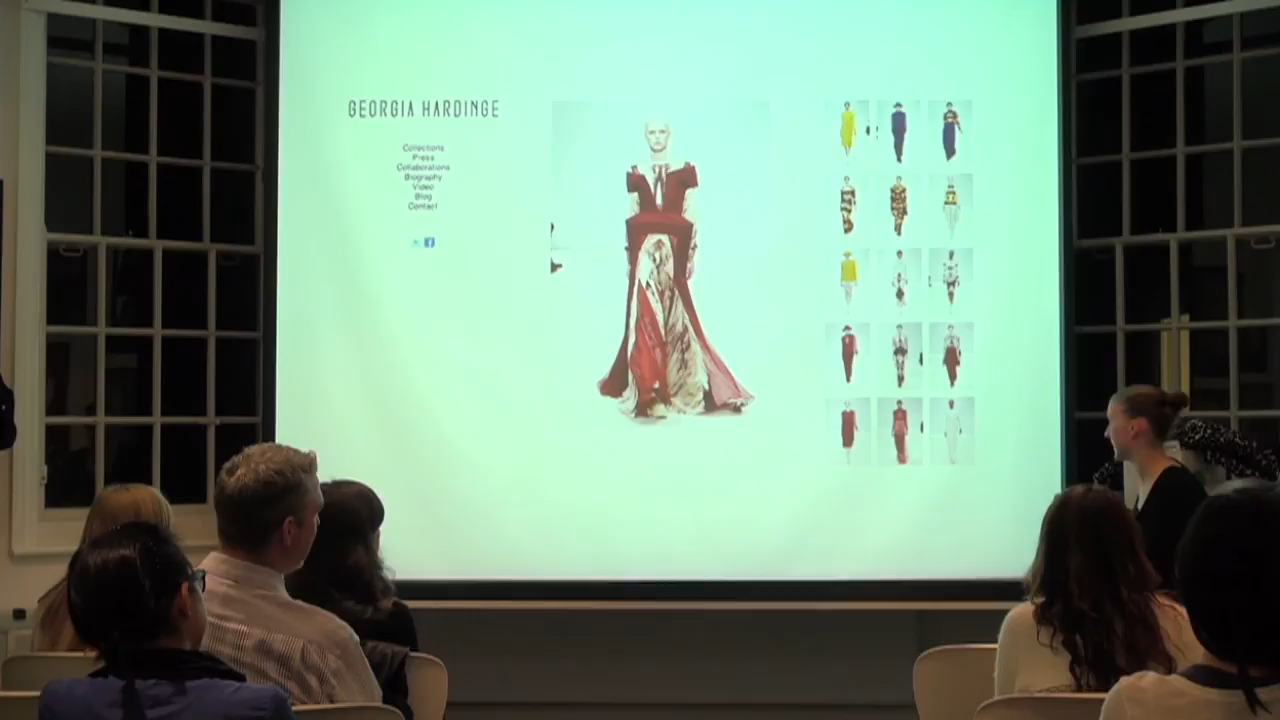 GEORGIA HARDINGE
Collections
Press
Collaborations
Biography
Video
Blog
Contact